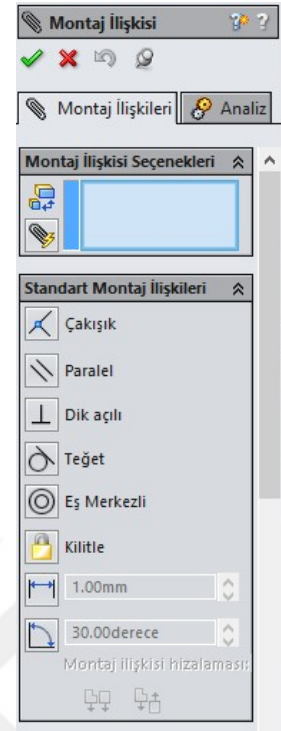 Montaj İlişkisi
Montaj İlişkileri Analiz
Montaj İlişkisi Seçenekleri
Standart Montaj İlişkileri
Çakışık
Paralel
Dik açılı
Teğet
Eş Merkezli
Kilitle
1.00mm
30.00derece
Montaj ilişkisi hizalaması: